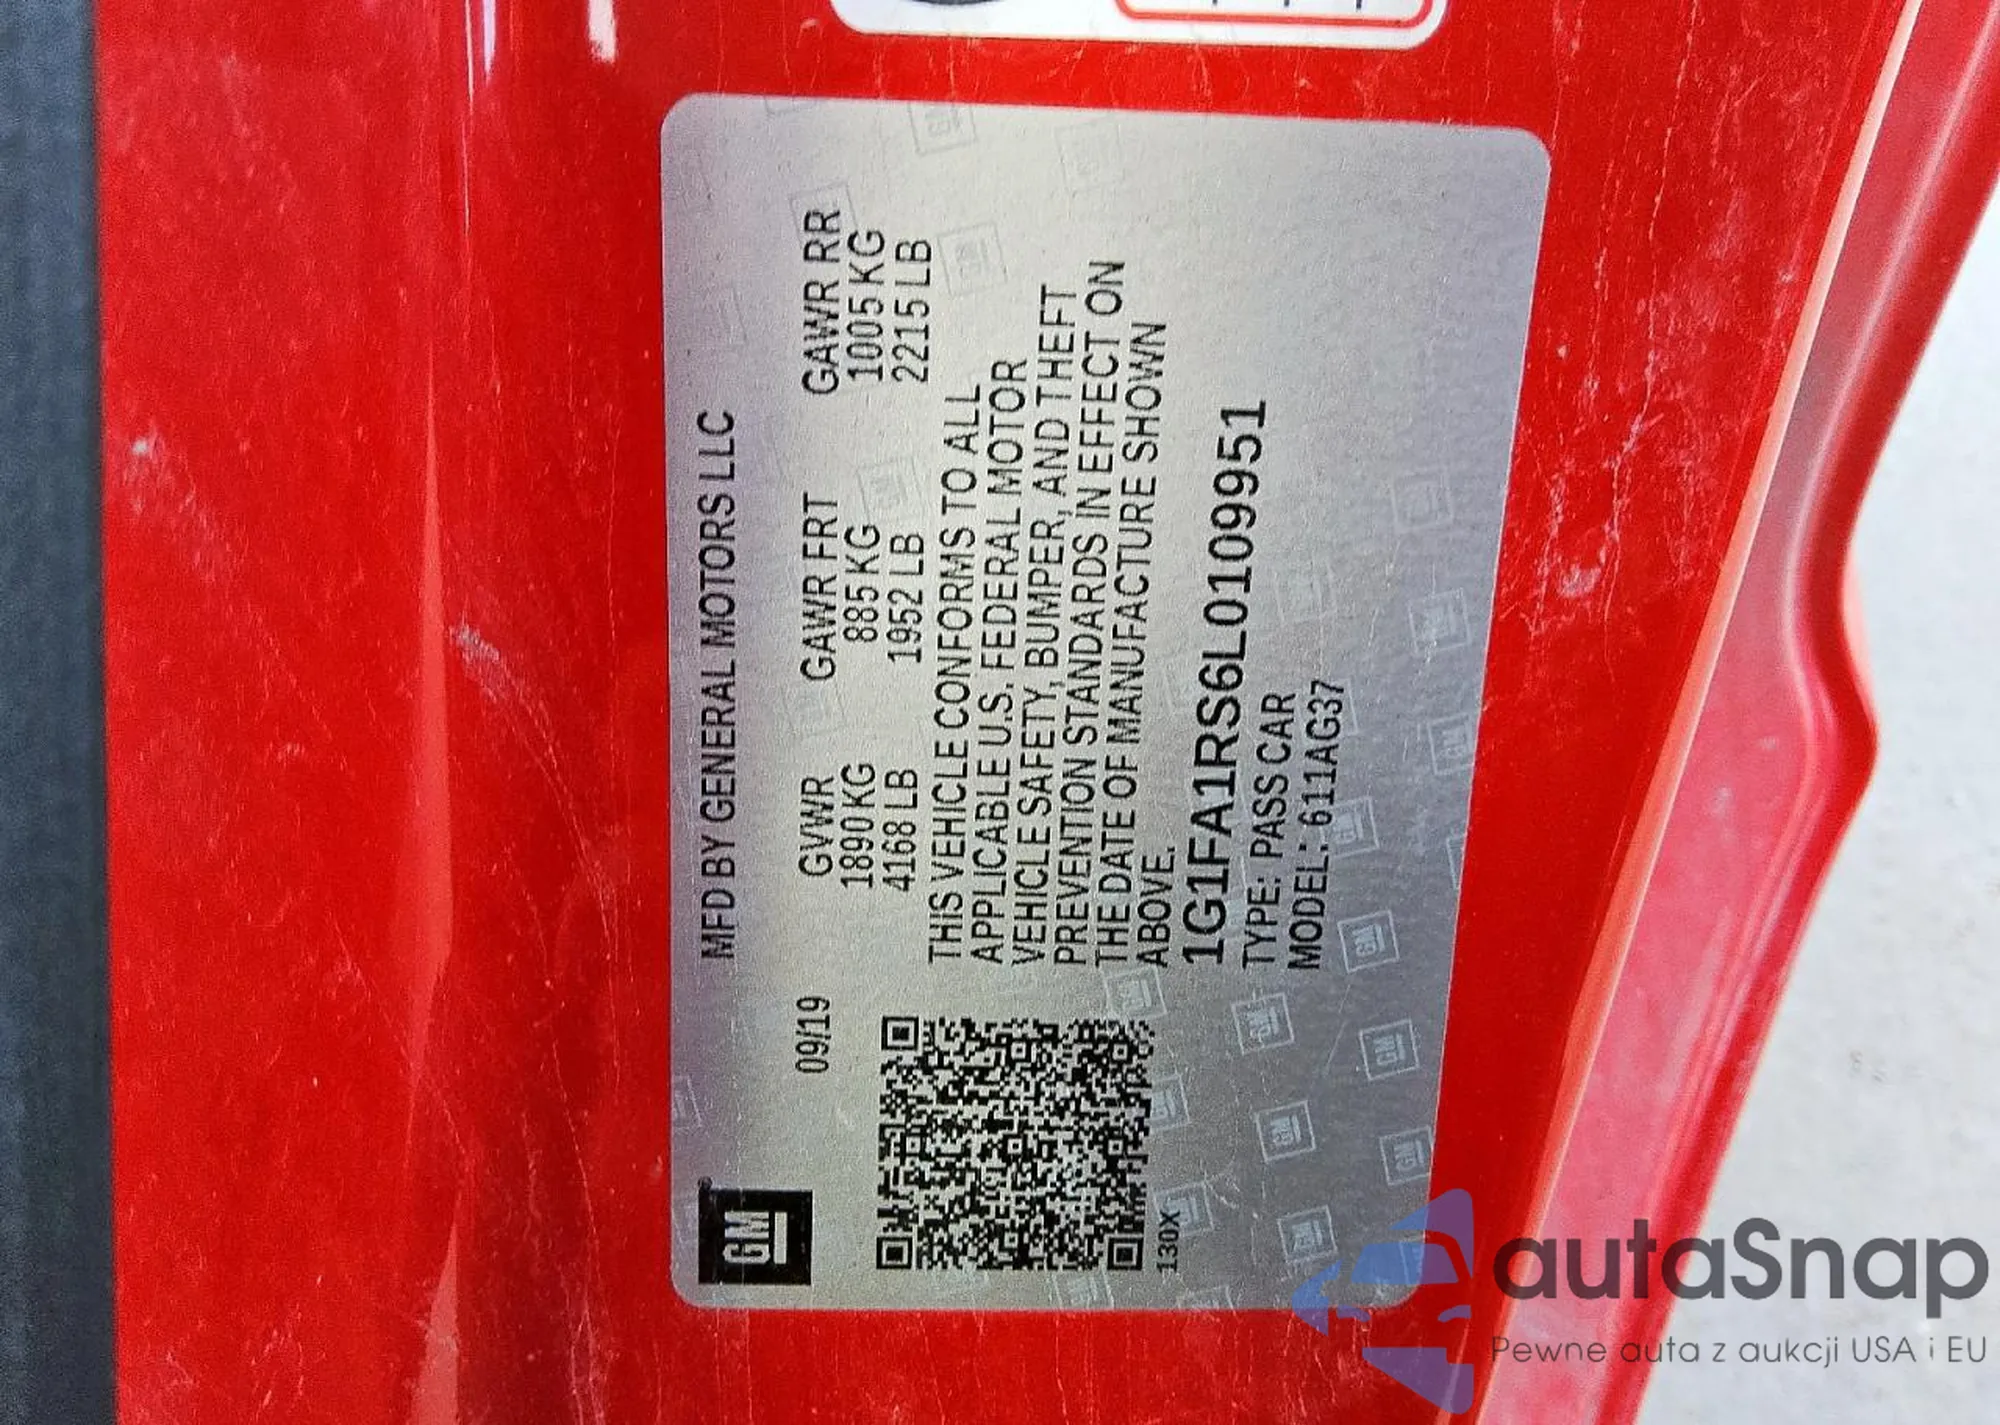 GM
MFD BY GENERAL MOTORS LLC
09/19
GVWR GAWR FRT GAWR RR
1890 KG 885 KG 1005 KG
4168 LB 1952 LB 2215 LB
THIS VEHICLE CONFORMS TO ALL
APPLICABLE U.S. FEDERAL MOTOR
VEHICLE SAFETY, BUMPER, AND THEFT
PREVENTION STANDARDS IN EFFECT ON
THE DATE OF MANUFACTURE SHOWN
ABOVE.
1G1FA1RS6L0109951
TYPE: PASS CAR
MODEL: 611AG37
130X
autaSnap
Pewne auta z aukcji USA i EU